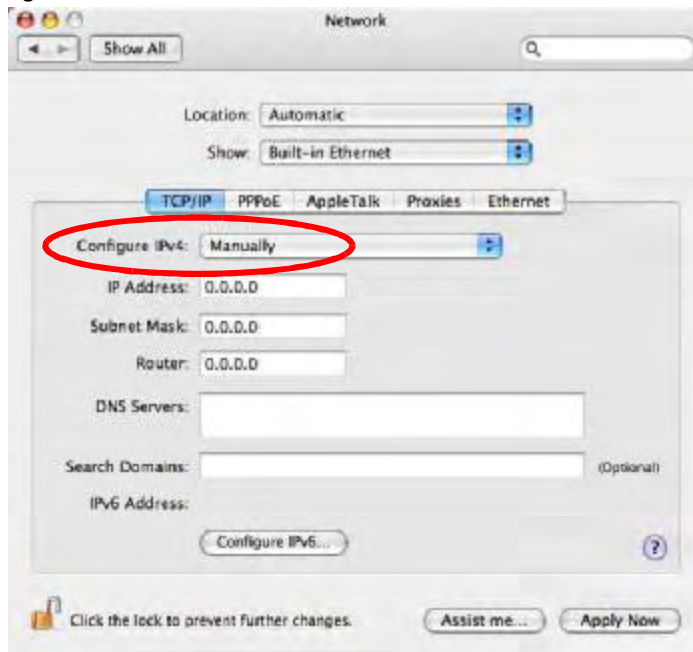 Network
Show All
Location: Automatic
Show: Built-in Ethernet
TCP/IP PPPoE AppleTalk Proxies Ethernet
Configure IPv4: Manually
IP Address: 0.0.0.0
Subnet Mask: 0.0.0.0
Router: 0.0.0.0
DNS Servers:
Search Domains: (Optional)
IPv6 Address:
Configure IPv6... ?
Click the lock to prevent further changes. Assist me... Apply Now